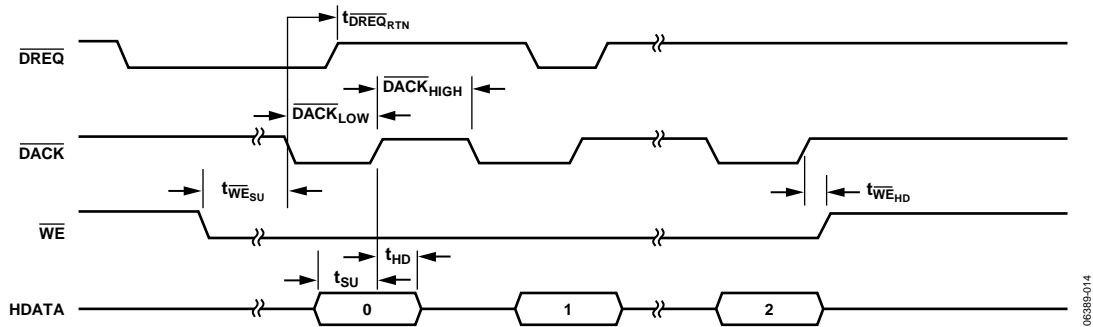 tDREQRTN
DREQ
DACKHIGH
DACKLOW
DACK
tWESU
tWEHD
WE
tHD
tSU
HDATA
0
1
2
06389-014